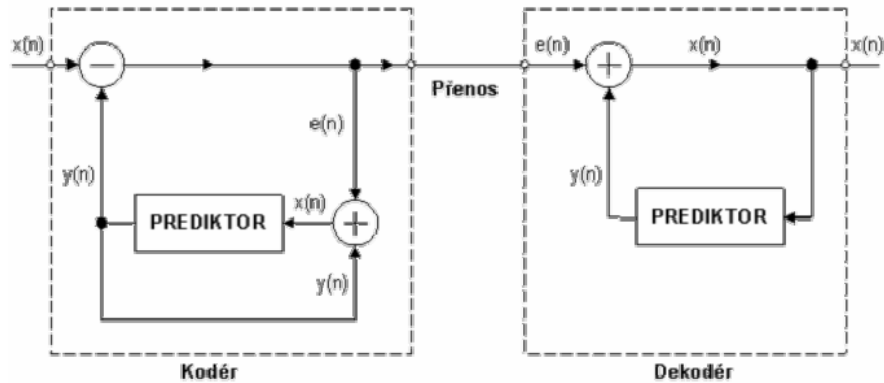 x(n)
e(n)
x(n)
x(n)
Přenos
e(n)
y(n)
y(n)
x(n)
PREDIKTOR
PREDIKTOR
y(n)
Kodér
Dekodér